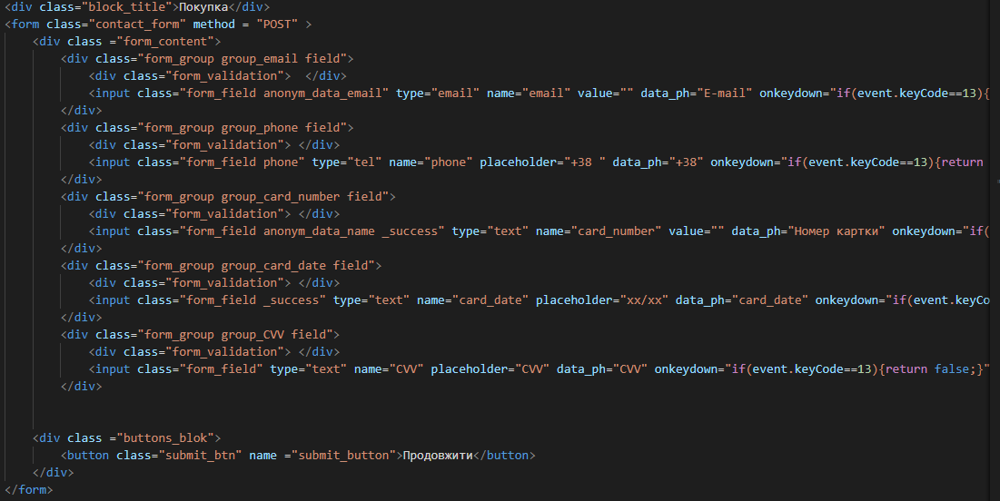 <div class="block_title">Покупка</div>
<form class="contact_form" method = "POST" >
<div class ="form_content">
<div class="form_group group_email field">
<div class="form_validation">  </div>
<input class="form_field anonym_data_email" type="email" name="email" value="" data_ph="E-mail" onkeydown="if(event.keyCode==13){
</div>
<div class="form_group group_phone field">
<div class="form_validation"> </div>
<input class="form_field phone" type="tel" name="phone" placeholder="+38 " data_ph="+38" onkeydown="if(event.keyCode==13){return
</div>
<div class="form_group group_card_number field">
<div class="form_validation"> </div>
<input class="form_field anonym_data_name _success" type="text" name="card_number" value="" data_ph="Номер картки" onkeydown="if(
</div>
<div class="form_group group_card_date field">
<div class="form_validation"> </div>
<input class="form_field _success" type="text" name="card_date" placeholder="xx/xx" data_ph="card_date" onkeydown="if(event.keyCo
</div>
<div class="form_group group_CVV field">
<div class="form_validation"> </div>
<input class="form_field" type="text" name="CVV" placeholder="CVV" data_ph="CVV" onkeydown="if(event.keyCode==13){return false;}"
</div>
<div class ="buttons_blok">
<button class="submit_btn" name ="submit_button">Продовжити</button>
</div>
</form>